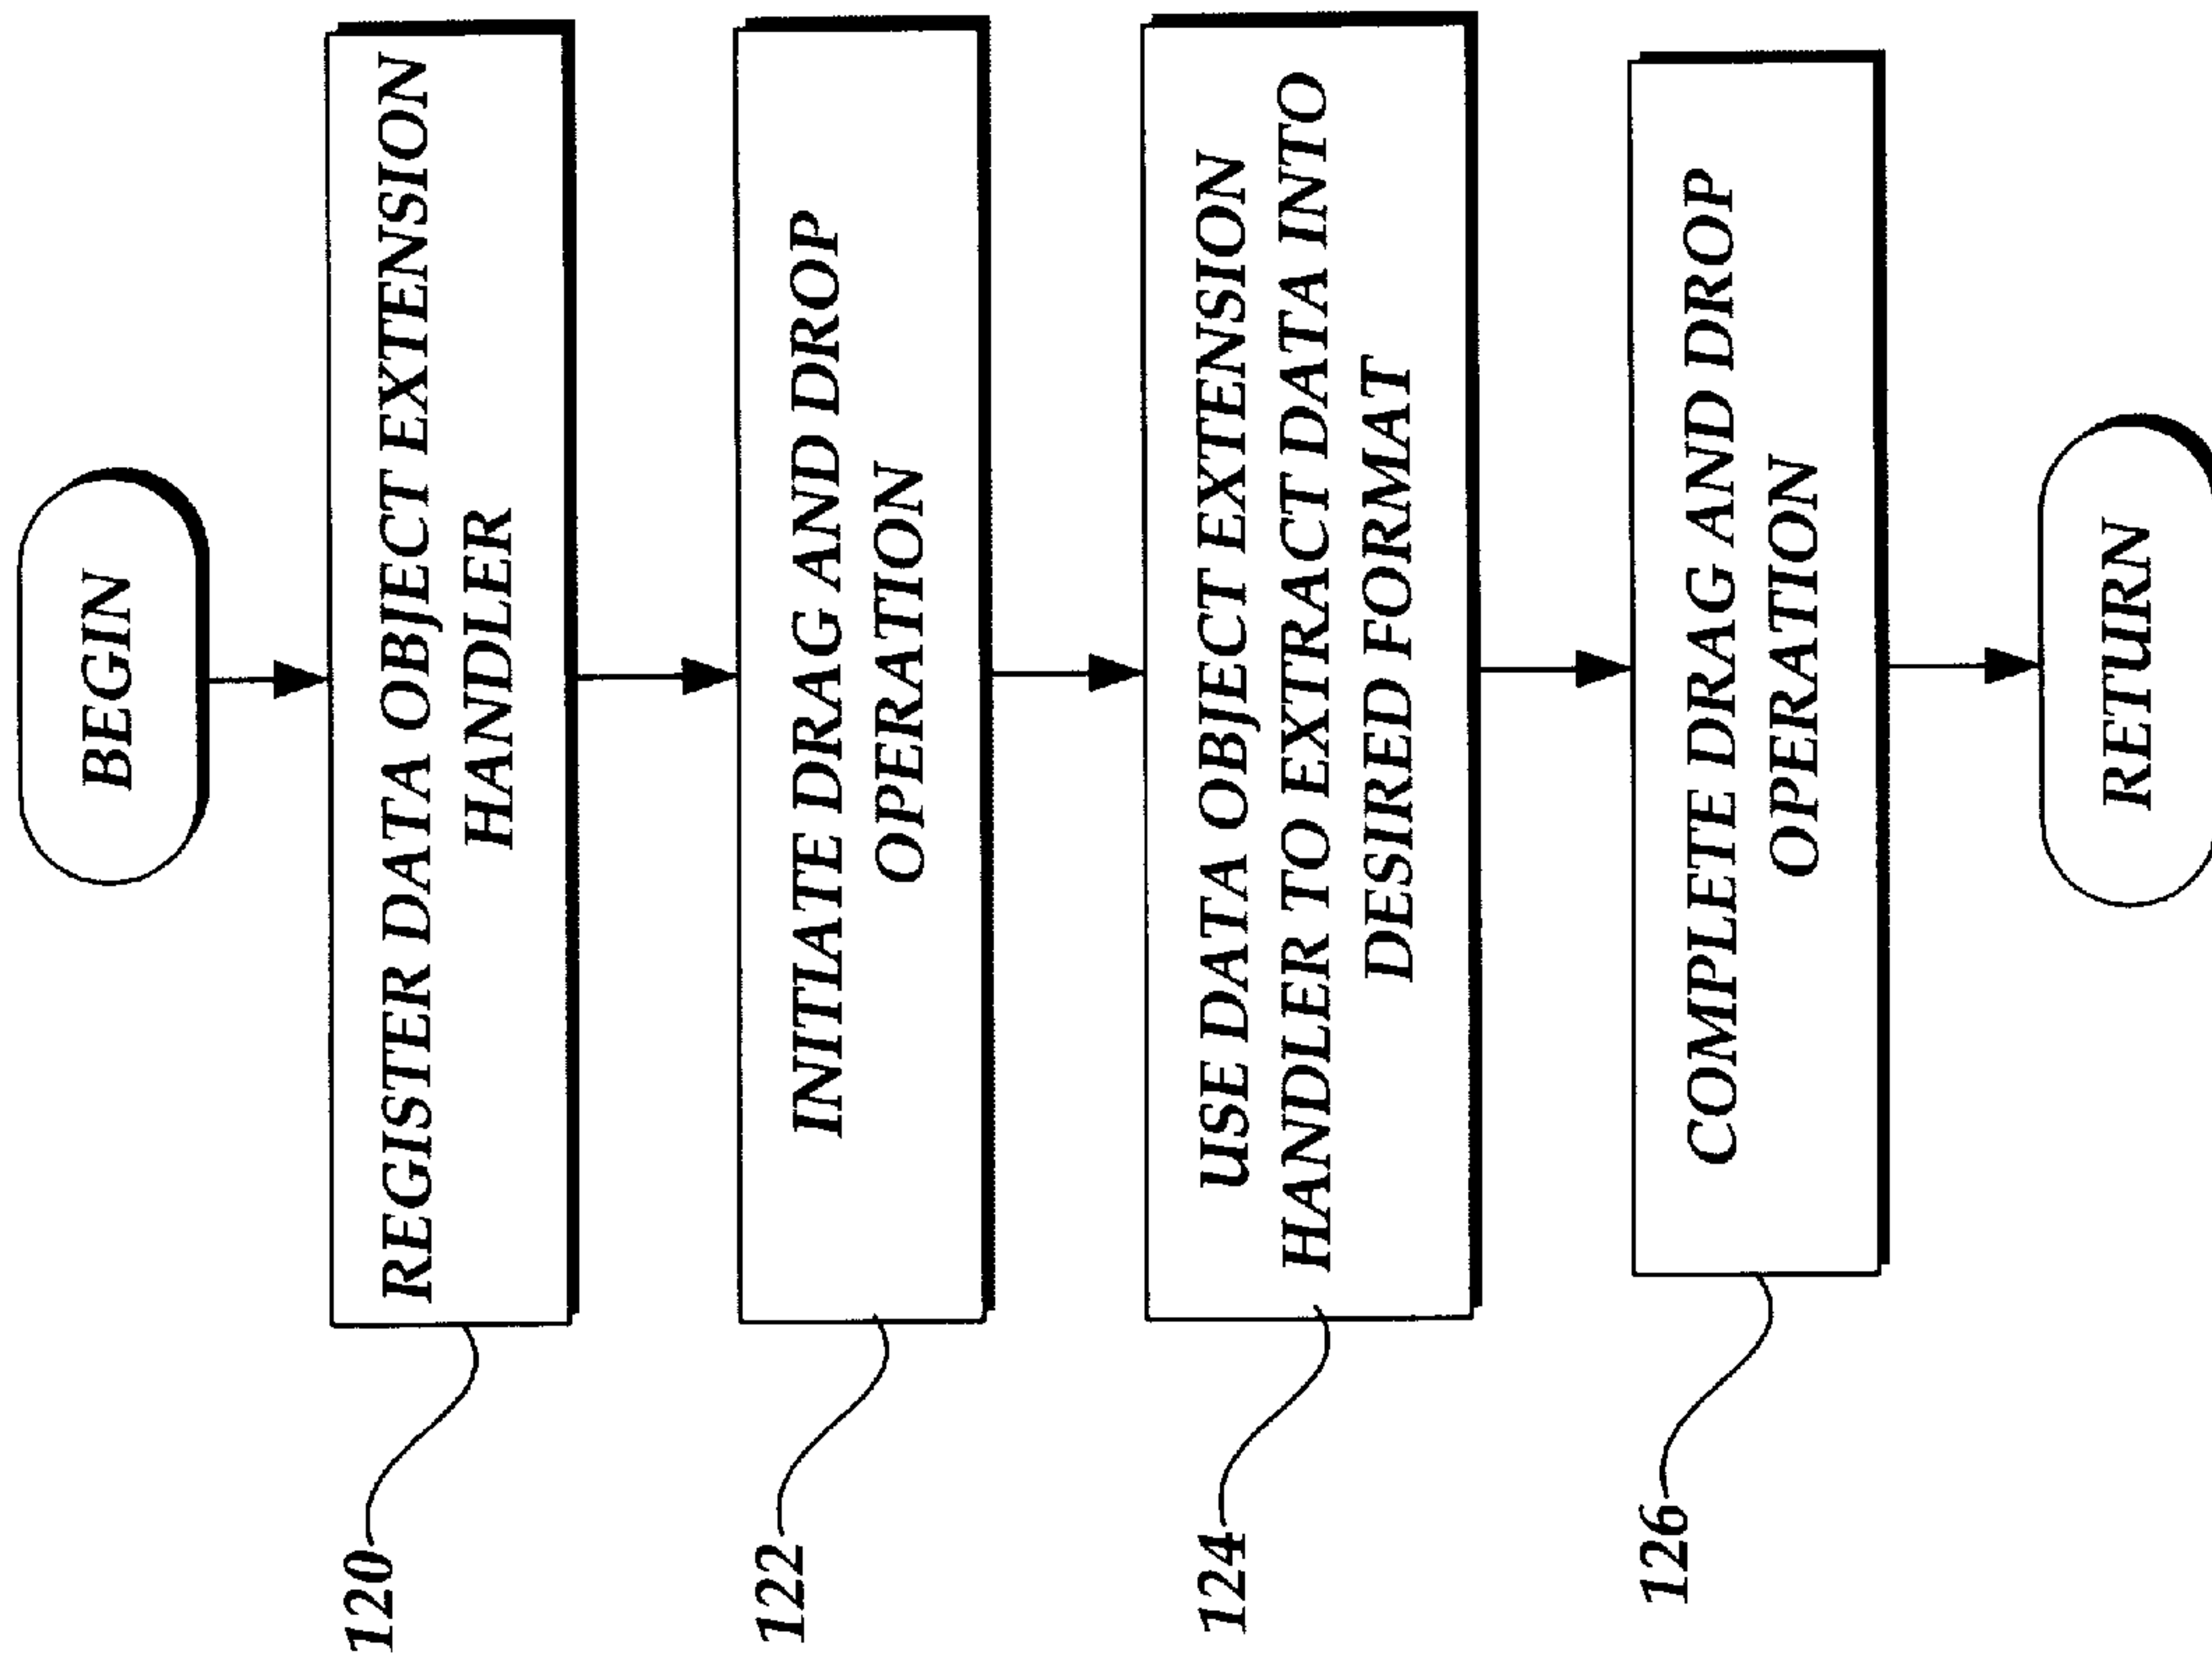 BEGIN
REGISTER DATA OBJECT EXTENSION
HANDLER
120
INITIATE DRAG AND DROP
OPERATION
122
USE DATA OBJECT EXTENSION
HANDLER TO EXTRACT DATA INTO
DESIRED FORMAT
124
COMPLETE DRAG AND DROP
OPERATION
126
RETURN